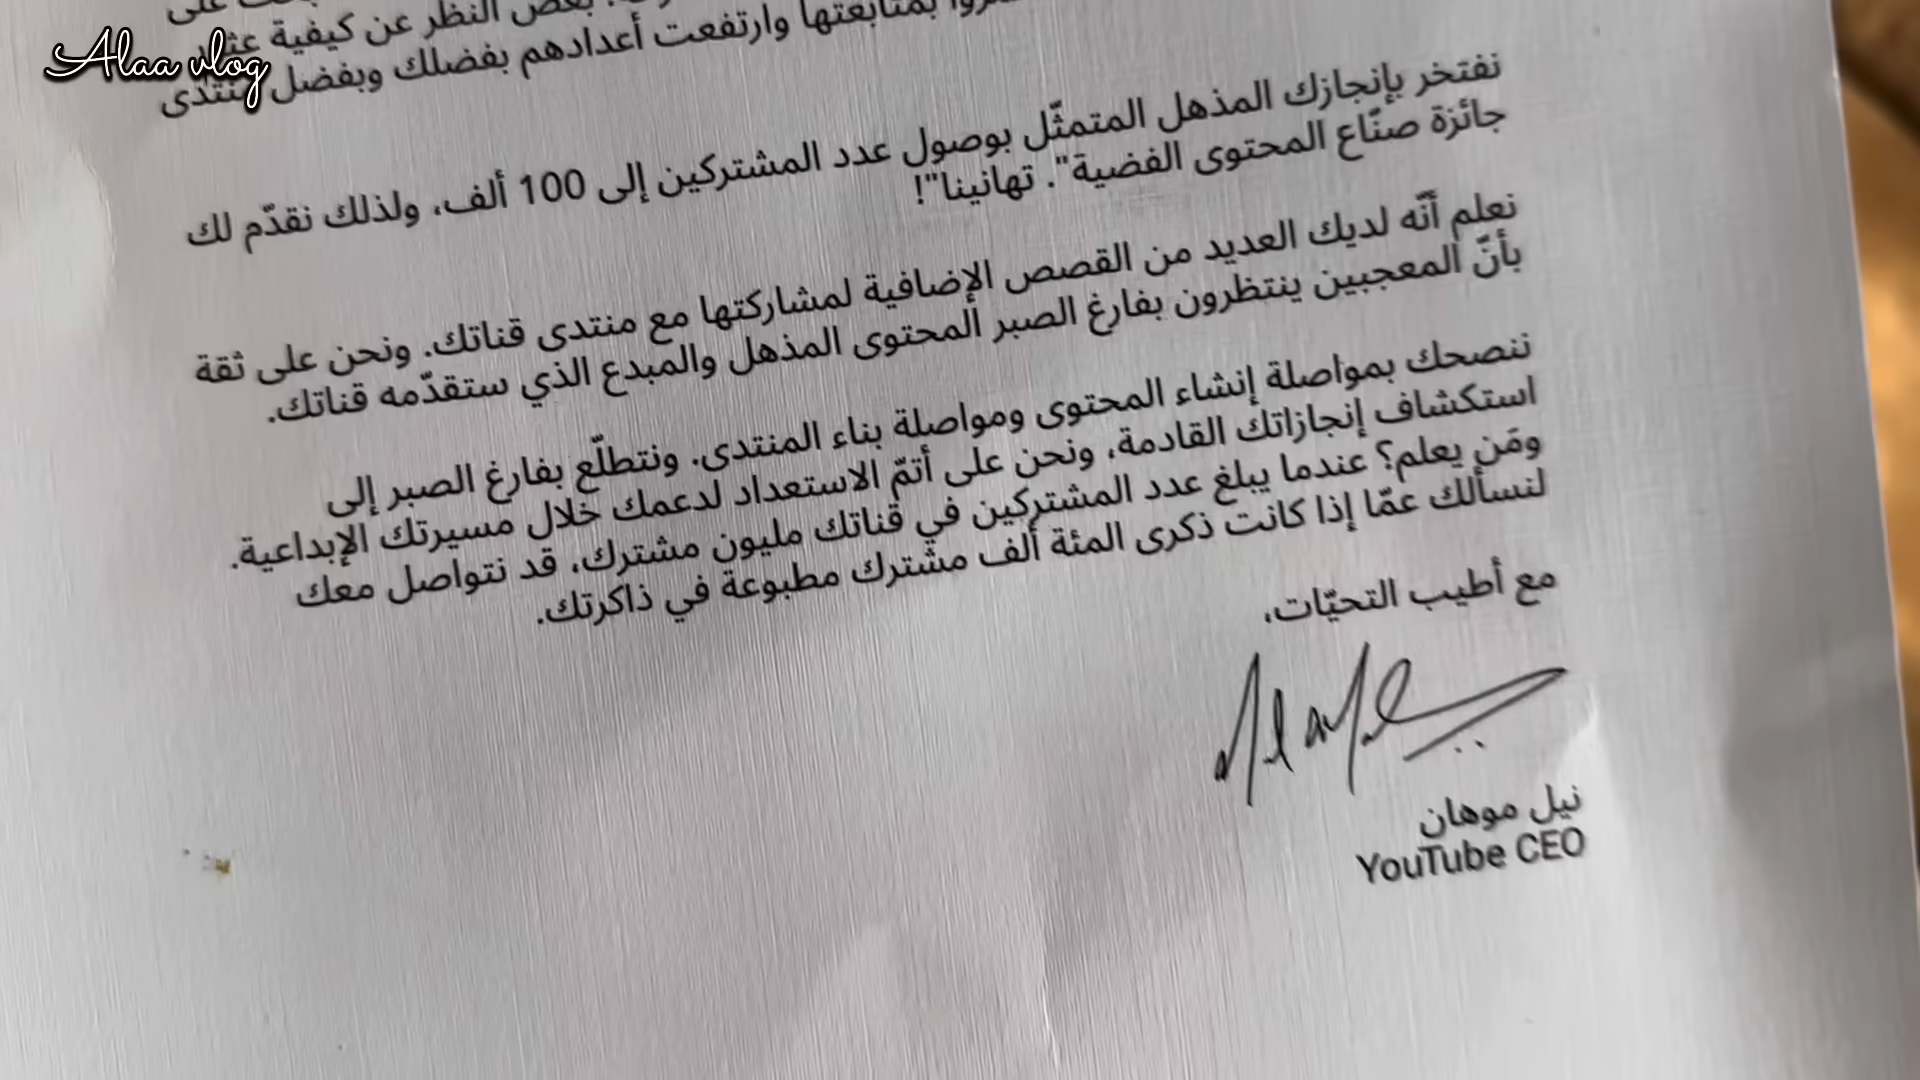 Alaa vlog
على
بغض النظر عن كيفية
بمتابعتها وارتفعت أعدادهم بفضلك وبفضل منتدى
نفتخر بإنجازك المذهل المتمثّل بوصول عدد المشتركين إلى 100 ألف، ولذلك نقدّم لك
جائزة صنّاع المحتوى الفضية". تهانينا"!
نعلم أنّه لديك العديد من القصص الإضافية لمشاركتها مع منتدى قناتك. ونحن على ثقة
بأنّ المعجبين ينتظرون بفارغ الصبر المحتوى المذهل والمبدع الذي ستقدّمه قناتك.
ننصحك بمواصلة إنشاء المحتوى ومواصلة بناء المنتدى. ونتطلّع بفارغ الصبر إلى
استكشاف إنجازاتك القادمة، ونحن على أتمّ الاستعداد لدعمك خلال مسيرتك الإبداعية.
ومَن يعلم؟ عندما يبلغ عدد المشتركين في قناتك مليون مشترك، قد نتواصل معك
لنسألك عمّا إذا كانت ذكرى المئة ألف مشترك مطبوعة في ذاكرتك.
مع أطيب التحيّات،
نيل موهان
YouTube CEO